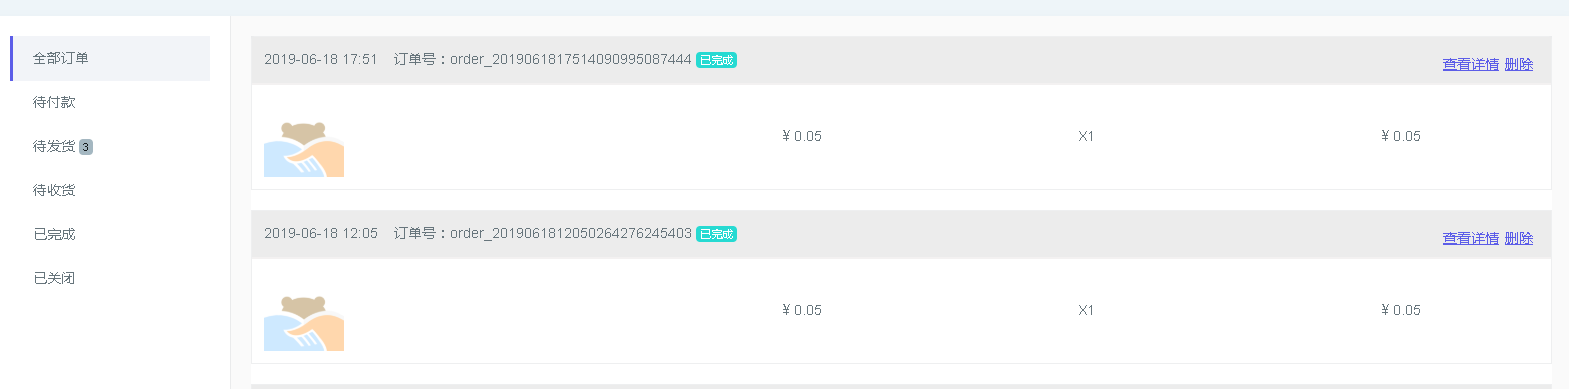 全部订单
待付款
待发货 3
待收货
已完成
已关闭
2019-06-18 17:51 订单号：order_2019061817514090995087444 已完成
查看详情 删除
¥ 0.05 X1 ¥ 0.05
2019-06-18 12:05 订单号：order_2019061812050264276245403 已完成
查看详情 删除
¥ 0.05 X1 ¥ 0.05